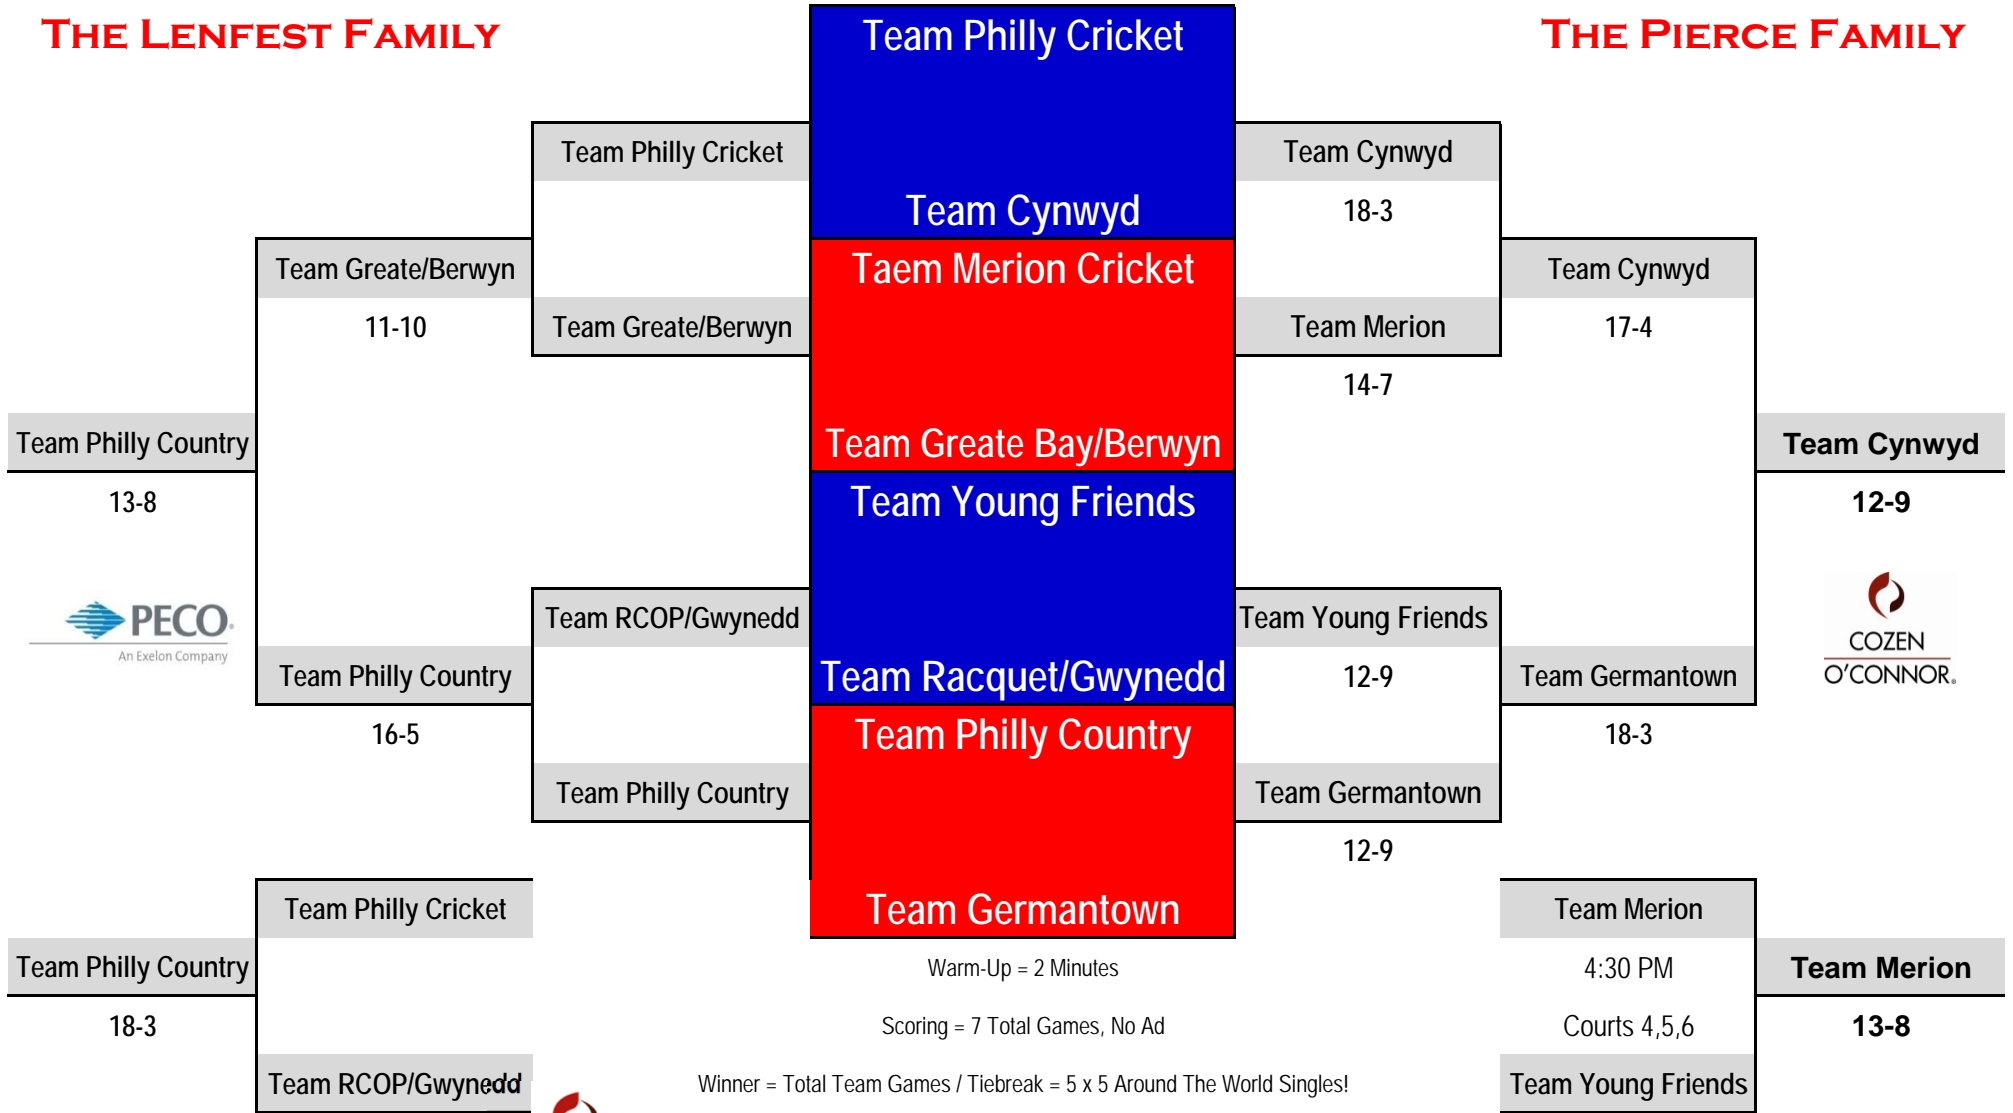 THE LENFEST FAMILY
Team Philly Cricket
THE PIERCE FAMILY
Team Philly Cricket
Team Cynwyd
Team Cynwyd
18-3
Team Greate/Berwyn
Taem Merion Cricket
Team Cynwyd
11-10
Team Greate/Berwyn
Team Merion
17-4
14-7
Team Philly Country
Team Greate Bay/Berwyn
Team Cynwyd
13-8
Team Young Friends
12-9
PECO.
An Exelon Company
Team RCOP/Gwynedd
Team Young Friends
COZEN
O'CONNOR.
Team Philly Country
Team Racquet/Gwynedd
12-9
Team Germantown
16-5
Team Philly Country
18-3
Team Philly Country
Team Germantown
12-9
Team Philly Cricket
Team Germantown
Team Merion
Team Philly Country
Warm-Up = 2 Minutes
4:30 PM
Team Merion
18-3
Scoring = 7 Total Games, No Ad
Courts 4,5,6
13-8
Team RCOP/Gwynedd
Winner = Total Team Games / Tiebreak = 5 x 5 Around The World Singles!
Team Young Friends